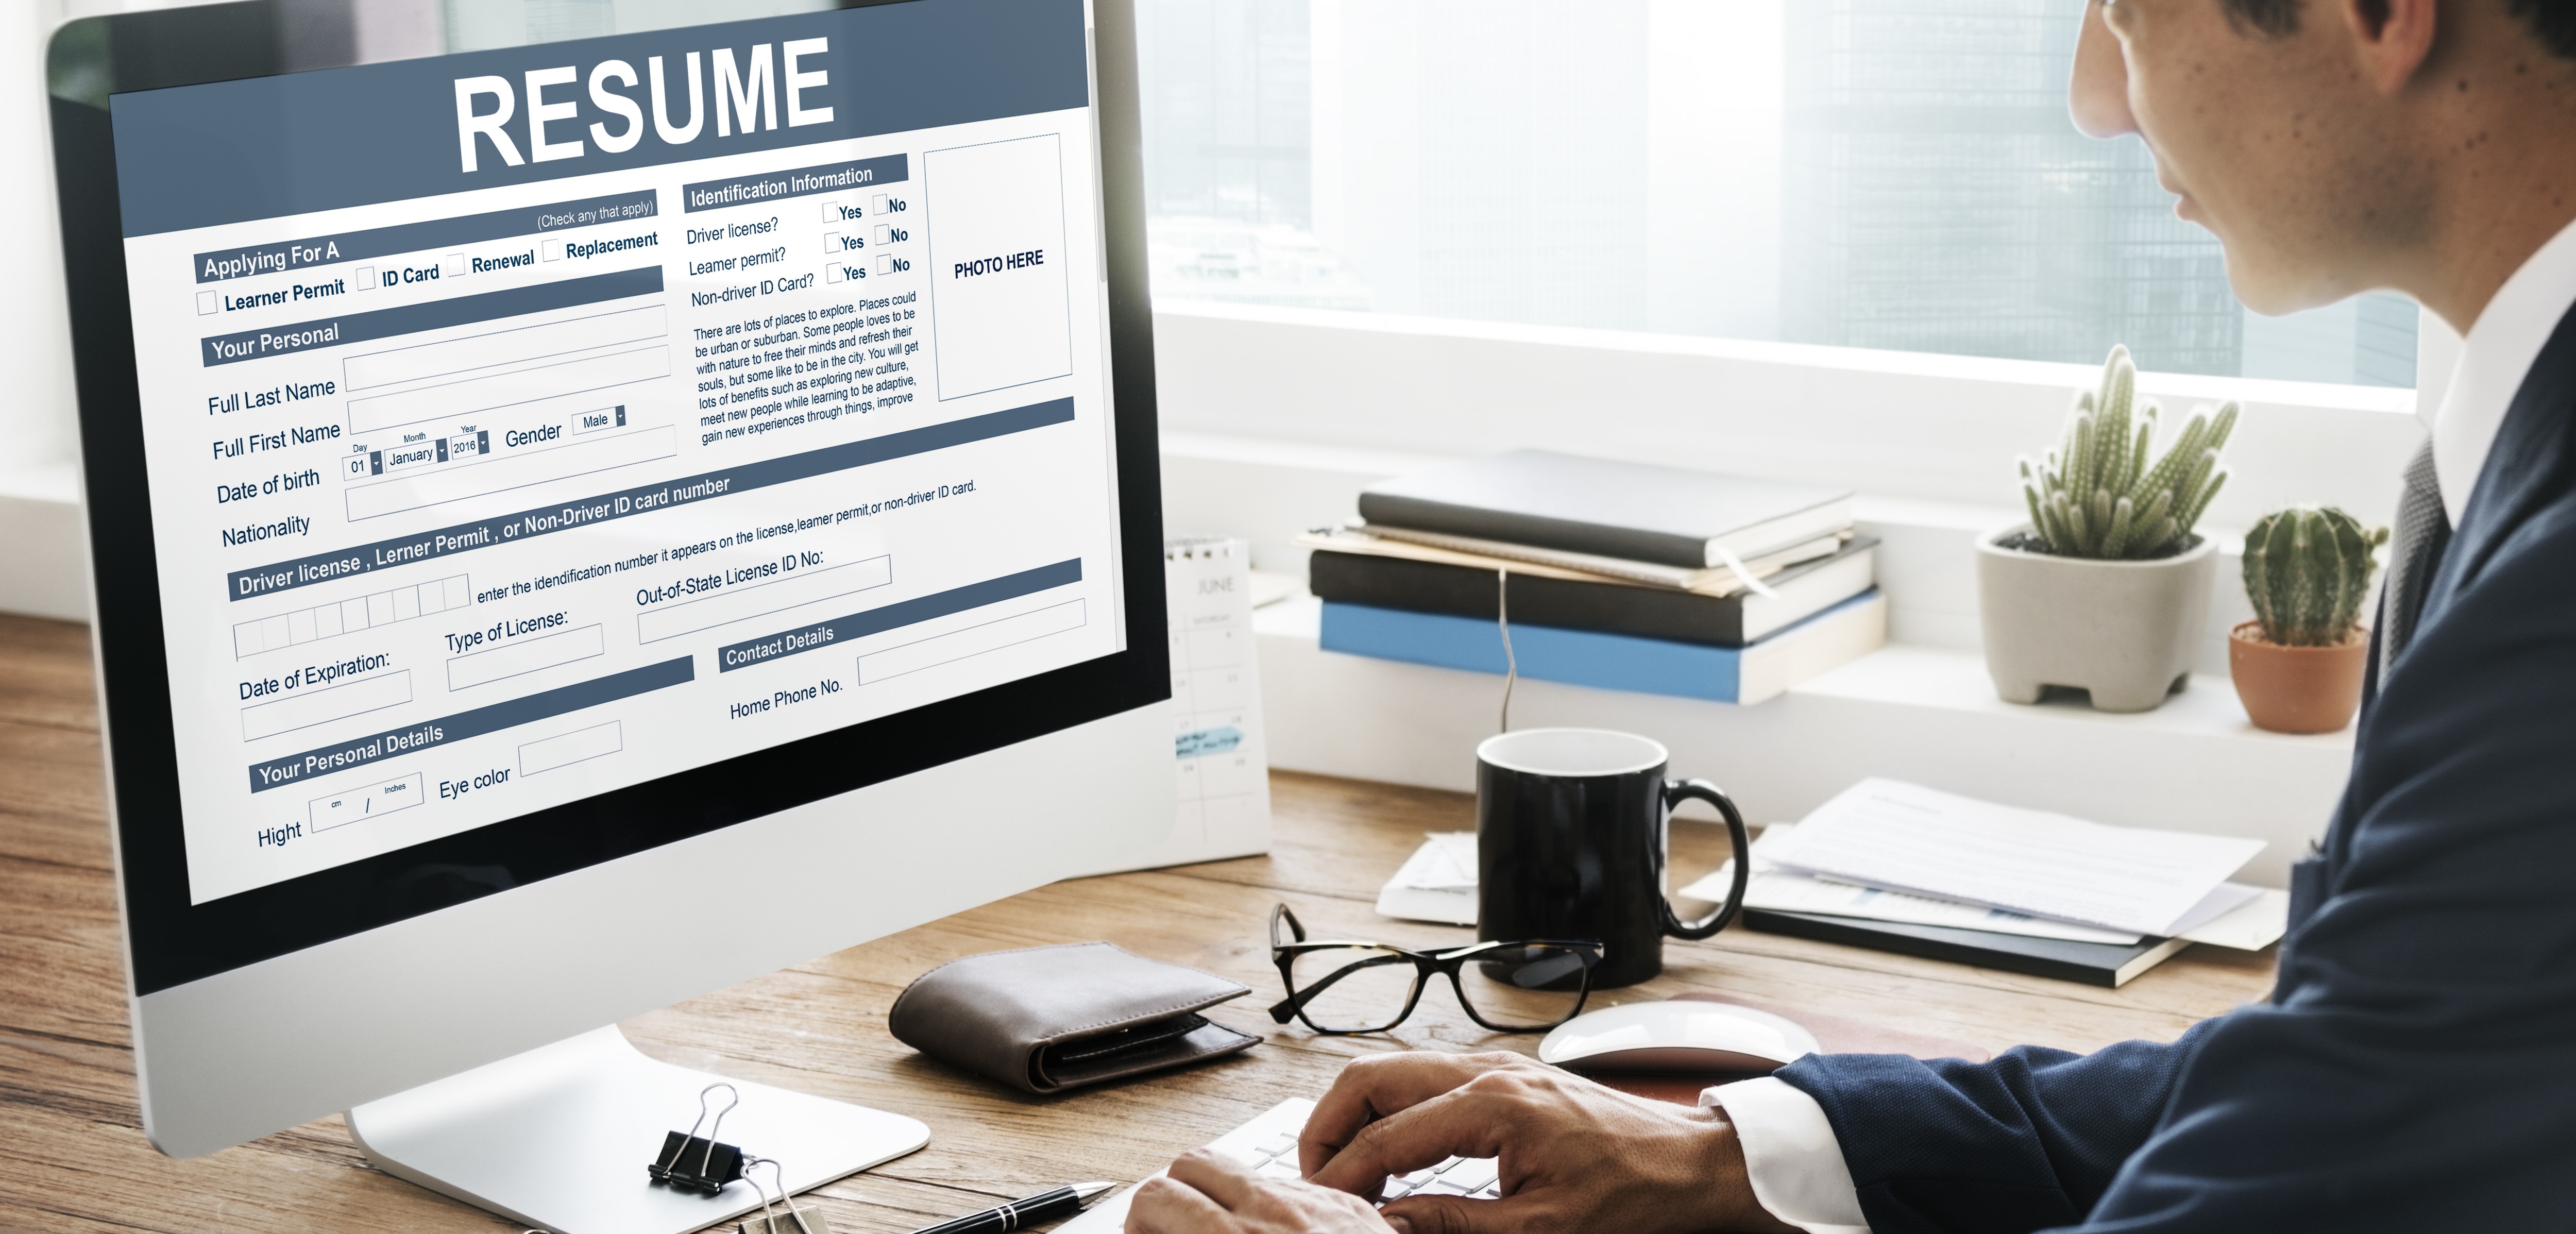 RESUME
Applying For A
(Check any that apply)
Learner Permit
ID Card
Renewal
Replacement
Your Personal
Full Last Name
Full First Name
Date of birth
Day
01
Month
January
Year
2016
Gender
Male
Nationality
Identification Information
Driver license? Yes No
Leamer permit? Yes No
Non-driver ID Card? Yes No
There are lots of places to explore. Places could
be urban or suburban. Some people loves to be
with nature to free their minds and refresh their
souls, but some like to be in the city. You will get
lots of benefits such as exploring new culture,
meet new people while learning to be adaptive,
gain new experiences through things, improve
PHOTO HERE
Driver license , Lerner Permit , or Non-Driver ID card number
enter the idendification number it appears on the license,leamer permit,or non-driver ID card.
Date of Expiration:
Type of License:
Out-of-State License ID No:
Your Personal Details
Hight
cm / Inches
Eye color
Contact Details
Home Phone No.
JUNE
SATURDAY